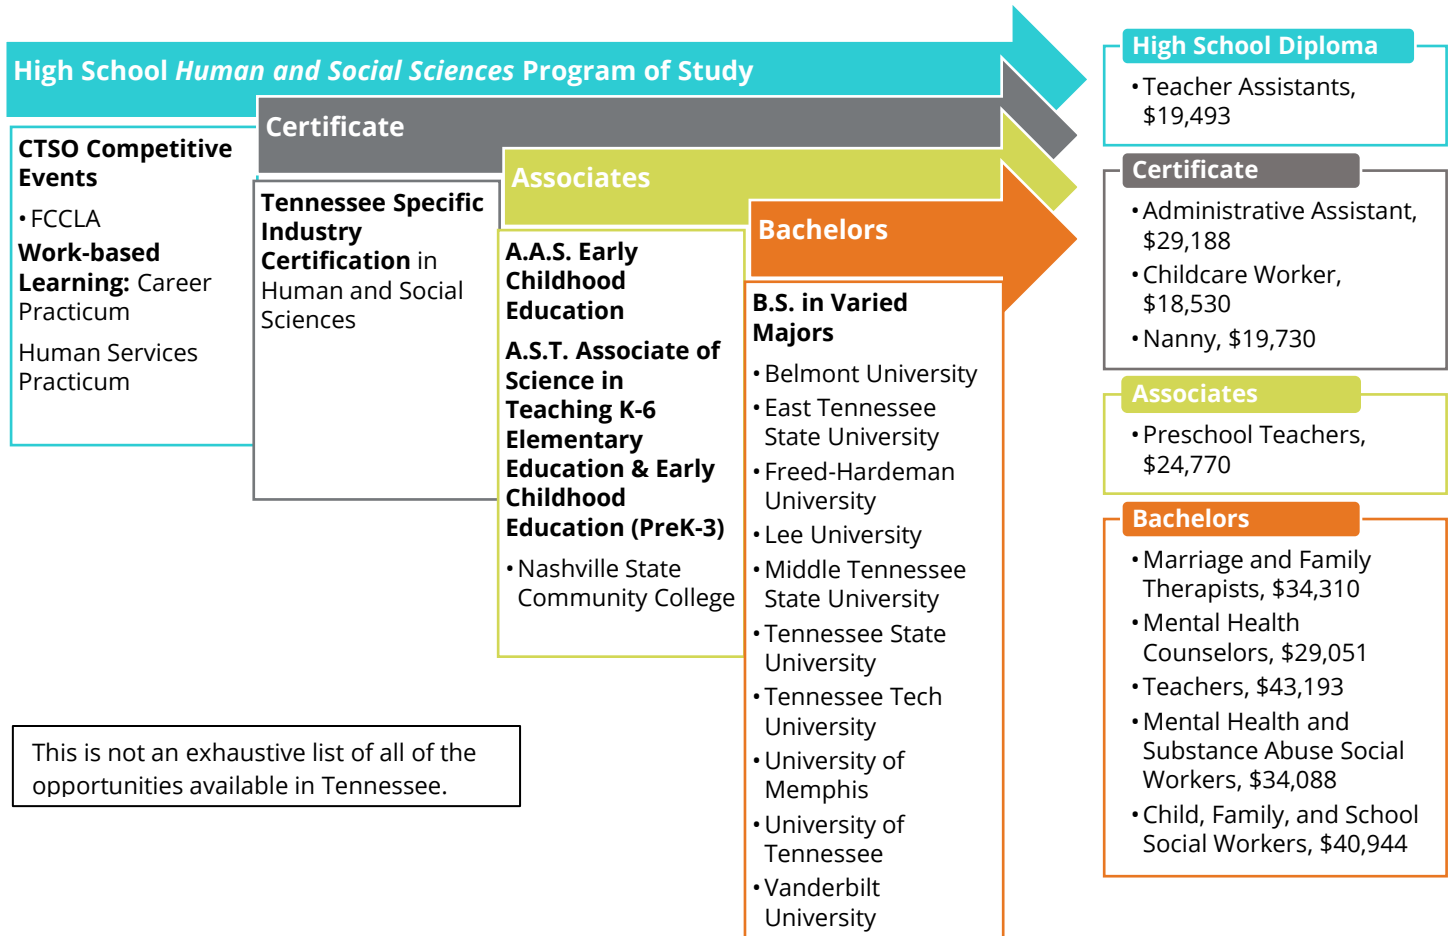 High School Human and Social Sciences Program of Study
CTSO Competitive
Events
•FCCLA
Work-based
Learning: Career
Practicum
Human Services
Practicum
Certificate
Tennessee Specific
Industry
Certification in
Human and Social
Sciences
Associates
A.A.S. Early
Childhood
Education
A.S.T. Associate of
Science in
Teaching K-6
Elementary
Education & Early
Childhood
Education (PreK-3)
•Nashville State
Community College
Bachelors
B.S. in Varied
Majors
•Belmont University
•East Tennessee
State University
•Freed-Hardeman
University
•Lee University
•Middle Tennessee
State University
•Tennessee State
University
•Tennessee Tech
University
•University of
Memphis
•University of
Tennessee
•Vanderbilt
University
This is not an exhaustive list of all of the
opportunities available in Tennessee.
High School Diploma
•Teacher Assistants,
$19,493
Certificate
•Administrative Assistant,
$29,188
•Childcare Worker,
$18,530
•Nanny, $19,730
Associates
•Preschool Teachers,
$24,770
Bachelors
•Marriage and Family
Therapists, $34,310
•Mental Health
Counselors, $29,051
•Teachers, $43,193
•Mental Health and
Substance Abuse Social
Workers, $34,088
•Child, Family, and School
Social Workers, $40,944